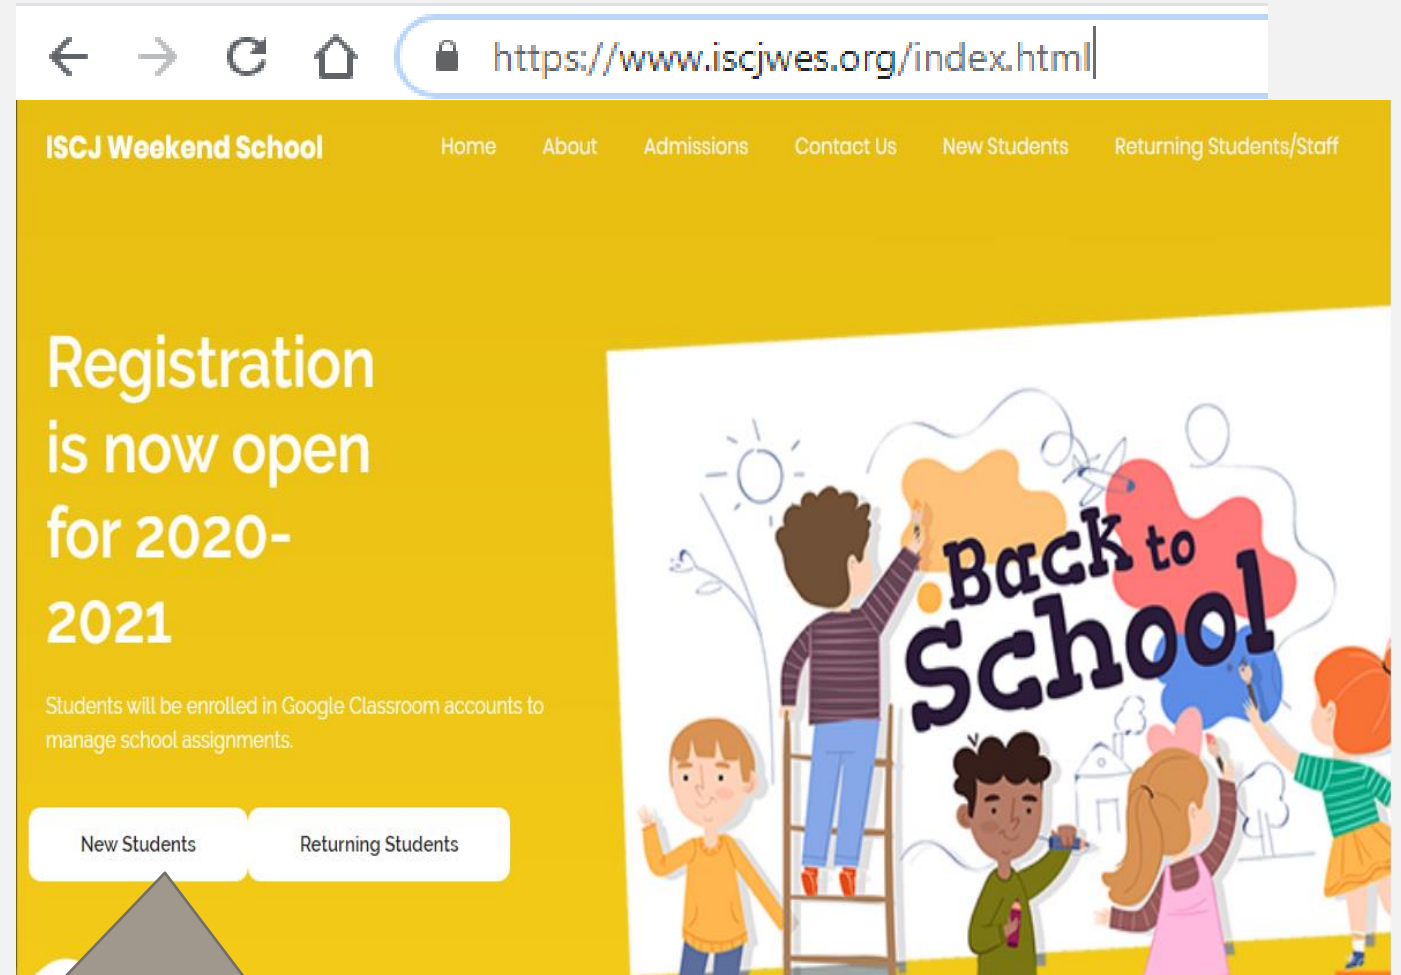 https://www.iscjwes.org/index.html
ISCJ Weekend School Home About Admissions Contact Us New Students Returning Students/Staff
Registration
is now open
for 2020-
2021
Students will be enrolled in Google Classroom accounts to
manage school assignments.
New Students Returning Students
Back to
School